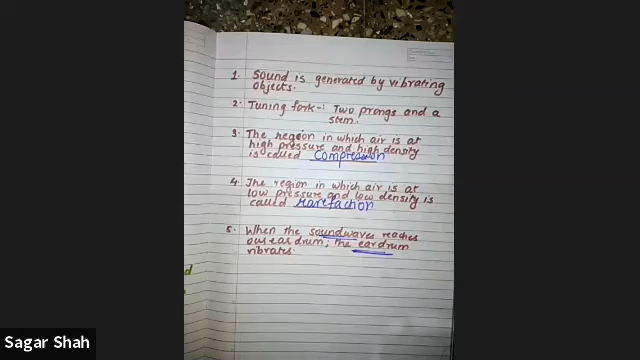 1. Sound is generated by vibrating
objects.
2. Tuning fork-: Two prongs and a
stem.
3. The region in which air is at
high pressure and high density
is called compression
4. The region in which air is at
low pressure and low density is
called rarefaction
5. When the soundwaves reaches
our ear drum; the eardrum
vibrates.
Sagar Shah